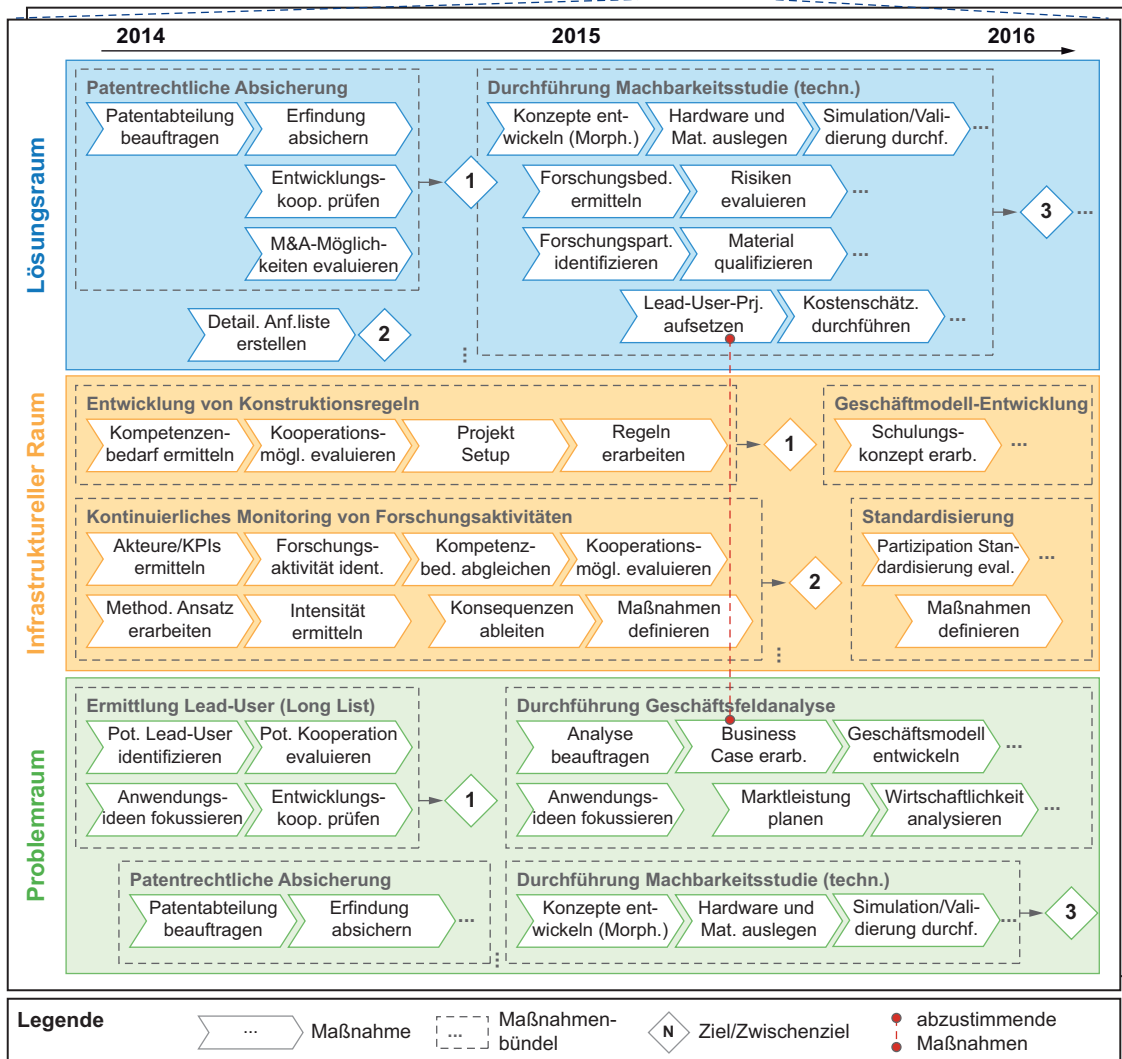 2014 2015 2016
Lösungsraum
Patentrechtliche Absicherung
Patentabteilung
beauftragen
Erfindung
absichern
Entwicklungs-
koop. prüfen
M&A-Möglich-
keiten evaluieren
1
Detail. Anf.liste
erstellen
2
...
Durchführung Machbarkeitsstudie (techn.)
Konzepte ent-
wickeln (Morph.)
Hardware und
Mat. auslegen
Simulation/Vali-
dierung durchf.
...
Forschungsbed.
ermitteln
Risiken
evaluieren
...
Forschungspart.
identifizieren
Material
qualifizieren
...
Lead-User-Prj.
aufsetzen
Kostenschätz.
durchführen
...
3
...
Infrastruktureller Raum
Entwicklung von Konstruktionsregeln
Kompetenzen-
bedarf ermitteln
Kooperations-
mögl. evaluieren
Projekt
Setup
Regeln
erarbeiten
1
Geschäftmodell-Entwicklung
Schulungs-
konzept erarb.
...
Kontinuierliches Monitoring von Forschungsaktivitäten
Akteure/KPIs
ermitteln
Forschungs-
aktivität ident.
Kompetenz-
bed. abgleichen
Kooperations-
mögl. evaluieren
Method. Ansatz
erarbeiten
Intensität
ermitteln
Konsequenzen
ableiten
Maßnahmen
definieren
2
...
Standardisierung
Partizipation Stan-
dardisierung eval.
...
Maßnahmen
definieren
Problemraum
Ermittlung Lead-User (Long List)
Pot. Lead-User
identifizieren
Pot. Kooperation
evaluieren
Anwendungs-
ideen fokussieren
Entwicklungs-
koop. prüfen
1
Durchführung Geschäftsfeldanalyse
Analyse
beauftragen
Business
Case erarb.
Geschäftsmodell
entwickeln
...
Anwendungs-
ideen fokussieren
Marktleistung
planen
Wirtschaftlichkeit
analysieren
...
Patentrechtliche Absicherung
Patentabteilung
beauftragen
Erfindung
absichern
...
...
Durchführung Machbarkeitsstudie (techn.)
Konzepte ent-
wickeln (Morph.)
Hardware und
Mat. auslegen
Simulation/Vali-
dierung durchf.
...
3
Legende
...
Maßnahme
...
Maßnahmen-
bündel
N
Ziel/Zwischenziel
abzustimmende
Maßnahmen